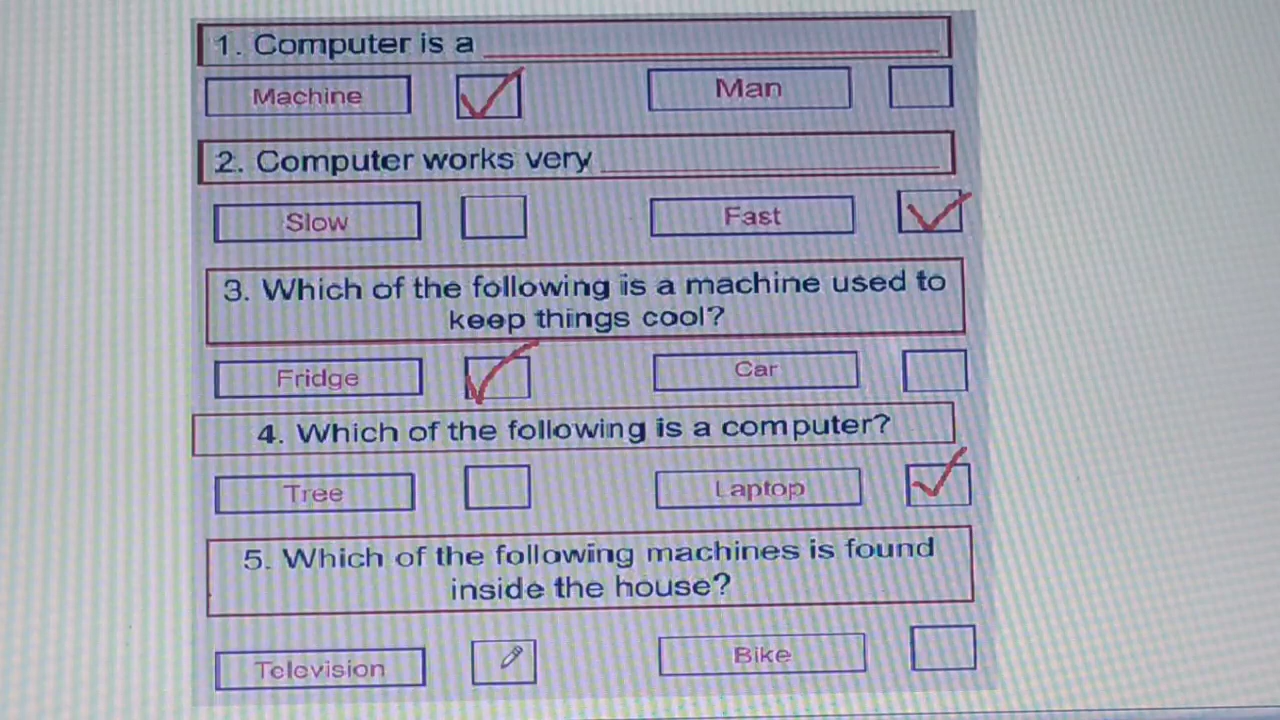 1. Computer is a ____________________
Machine
Man
2. Computer works very ____________________
Slow
Fast
3. Which of the following is a machine used to
keep things cool?
Fridge
Car
4. Which of the following is a computer?
Tree
Laptop
5. Which of the following machines is found
inside the house?
Television
Bike